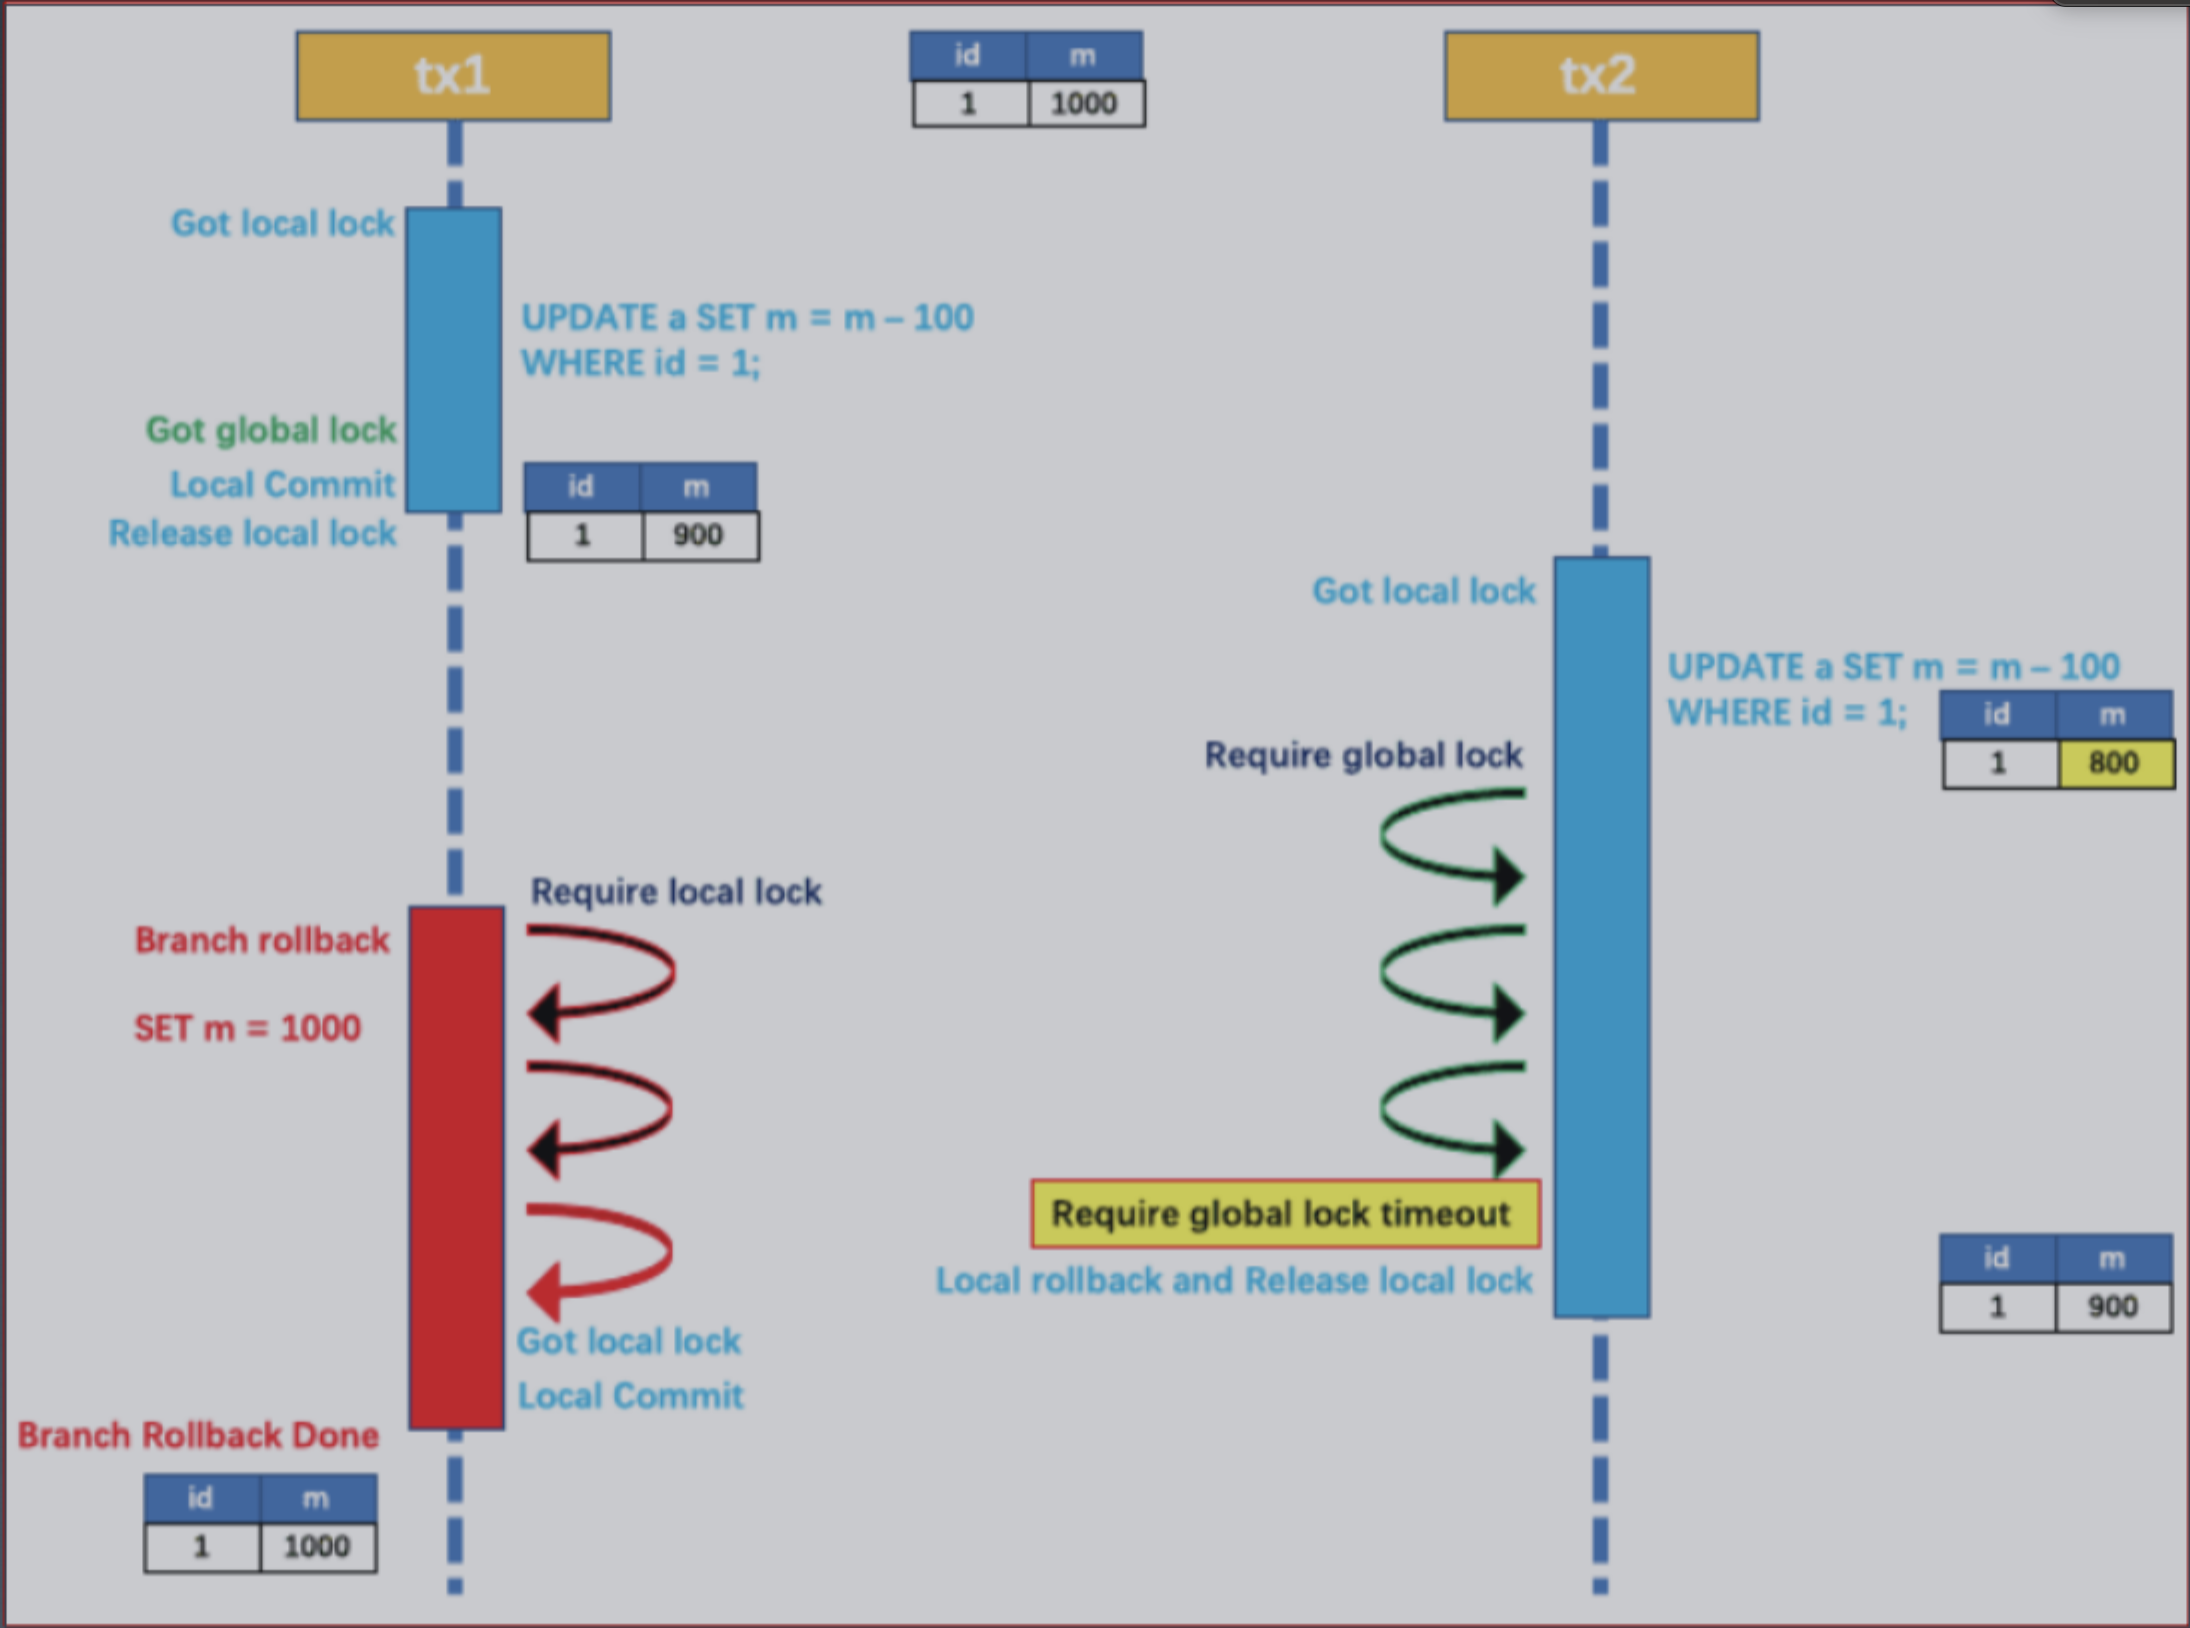 tx1
id m
1 1000
tx2
Got local lock
UPDATE a SET m = m – 100
WHERE id = 1;
Got global lock
Local Commit
Release local lock
id m
1 900
Got local lock
UPDATE a SET m = m – 100
WHERE id = 1;
id m
1 800
Require global lock
Require local lock
Branch rollback
SET m = 1000
Require global lock timeout
Local rollback and Release local lock
id m
1 900
Got local lock
Local Commit
Branch Rollback Done
id m
1 1000